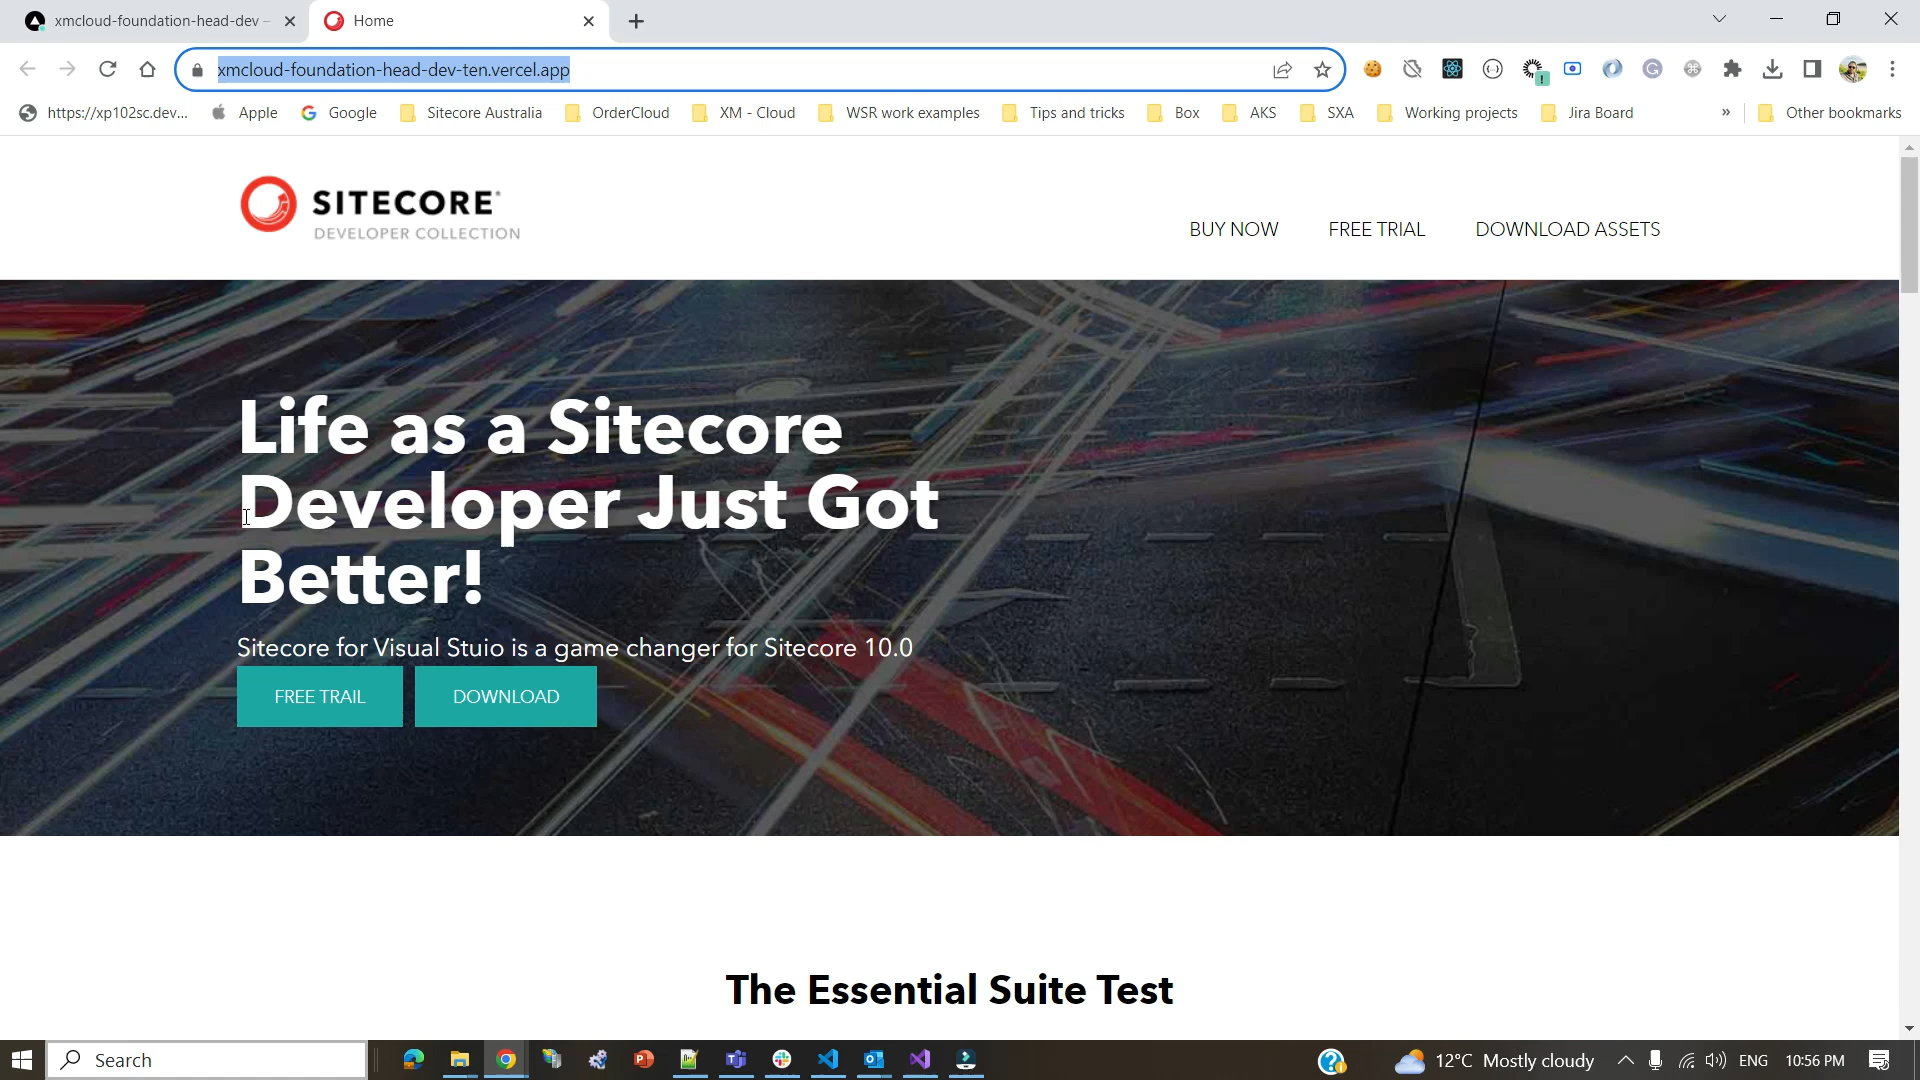 xmcloud-foundation-head-dev –
Home
xmcloud-foundation-head-dev-ten.vercel.app
https://xp102sc.dev...
Apple
Google
Sitecore Australia
OrderCloud
XM - Cloud
WSR work examples
Tips and tricks
Box
AKS
SXA
Working projects
Jira Board
»
Other bookmarks
SITECORE®
DEVELOPER COLLECTION
BUY NOW
FREE TRIAL
DOWNLOAD ASSETS
Life as a Sitecore
Developer Just Got
Better!
Sitecore for Visual Stuio is a game changer for Sitecore 10.0
FREE TRAIL
DOWNLOAD
The Essential Suite Test
Search
12°C Mostly cloudy
ENG
10:56 PM